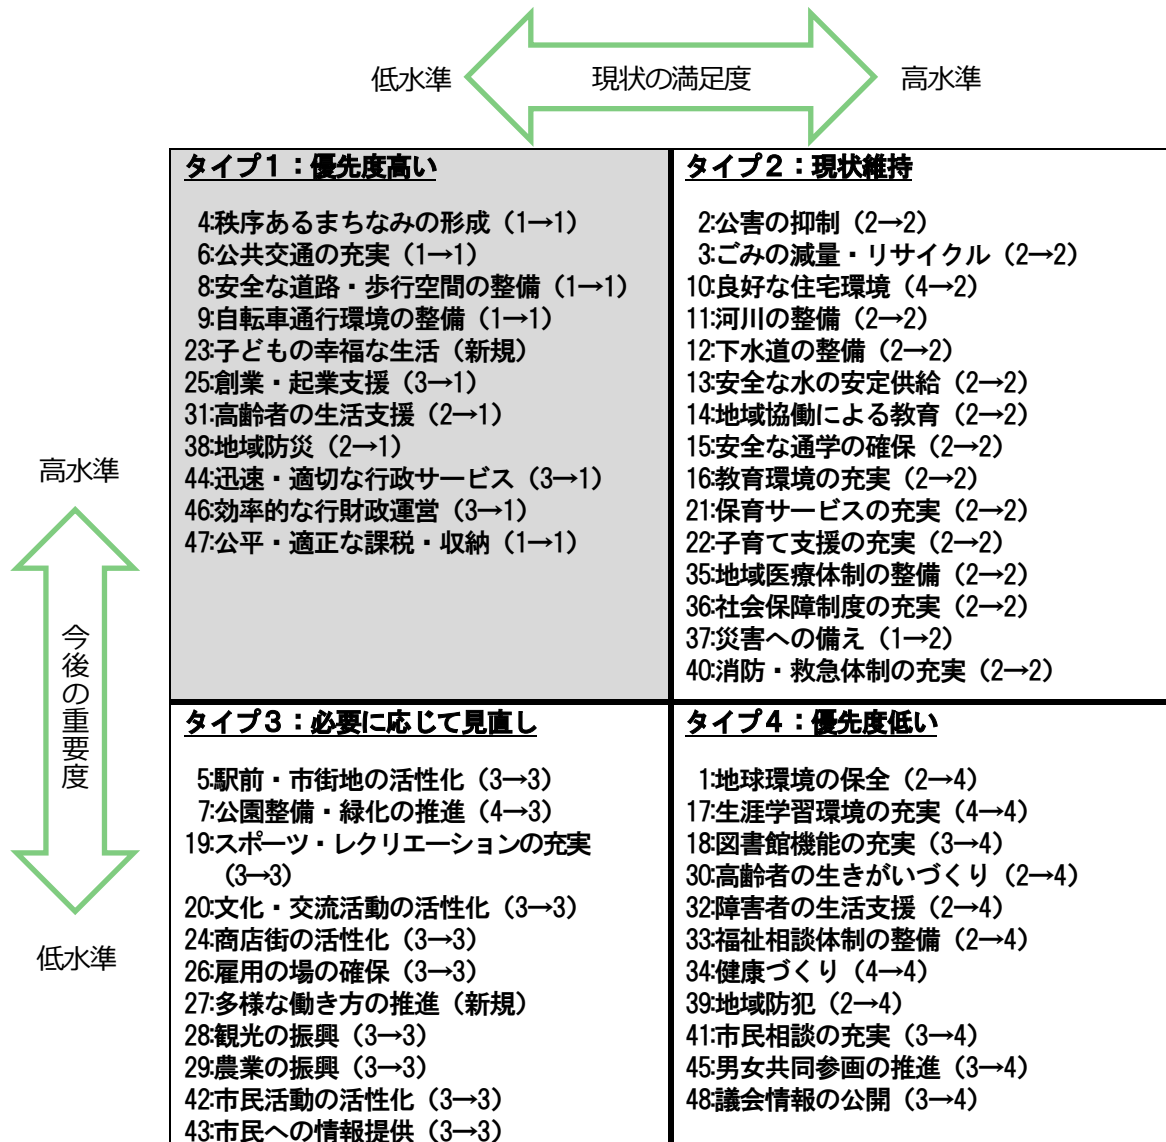 低水準
現状の満足度
高水準
タイプ1:優先度高い
4:秩序あるまちなみの形成(1→1)
6:公共交通の充実(1→1)
8:安全な道路・歩行空間の整備(1→1)
9:自転車通行環境の整備(1→1)
23:子どもの幸福な生活(新規)
25:創業・起業支援(3→1)
31:高齢者の生活支援(2→1)
38:地域防災(2→1)
44:迅速・適切な行政サービス(3→1)
46:効率的な行財政運営(3→1)
47:公平・適正な課税・収納(1→1)
タイプ2:現状維持
2:公害の抑制(2→2)
3:ごみの減量・リサイクル(2→2)
10:良好な住宅環境(4→2)
11:河川の整備(2→2)
12:下水道の整備(2→2)
13:安全な水の安定供給(2→2)
14:地域協働による教育(2→2)
15:安全な通学の確保(2→2)
16:教育環境の充実(2→2)
21:保育サービスの充実(2→2)
22:子育て支援の充実(2→2)
35:地域医療体制の整備(2→2)
36:社会保障制度の充実(2→2)
37:災害への備え(1→2)
40:消防・救急体制の充実(2→2)
高水準
今後の重要度
低水準
タイプ3:必要に応じて見直し
5:駅前・市街地の活性化(3→3)
7:公園整備・緑化の推進(4→3)
19:スポーツ・レクリエーションの充実
(3→3)
20:文化・交流活動の活性化(3→3)
24:商店街の活性化(3→3)
26:雇用の場の確保(3→3)
27:多様な働き方の推進(新規)
28:観光の振興(3→3)
29:農業の振興(3→3)
42:市民活動の活性化(3→3)
43:市民への情報提供(3→3)
タイプ4:優先度低い
1:地球環境の保全(2→4)
17:生涯学習環境の充実(4→4)
18:図書館機能の充実(3→4)
30:高齢者の生きがいづくり(2→4)
32:障害者の生活支援(2→4)
33:福祉相談体制の整備(2→4)
34:健康づくり(4→4)
39:地域防犯(2→4)
41:市民相談の充実(3→4)
45:男女共同参画の推進(3→4)
48:議会情報の公開(3→4)